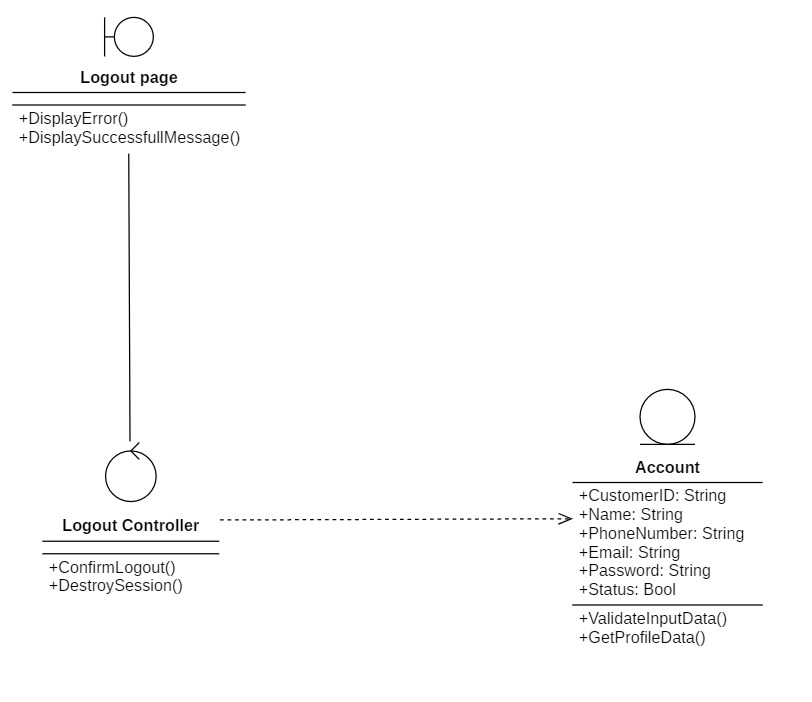 Logout page
+DisplayError()
+DisplaySuccessfullMessage()
Logout Controller
+ConfirmLogout()
+DestroySession()
Account
+CustomerID: String
+Name: String
+PhoneNumber: String
+Email: String
+Password: String
+Status: Bool
+ValidateInputData()
+GetProfileData()